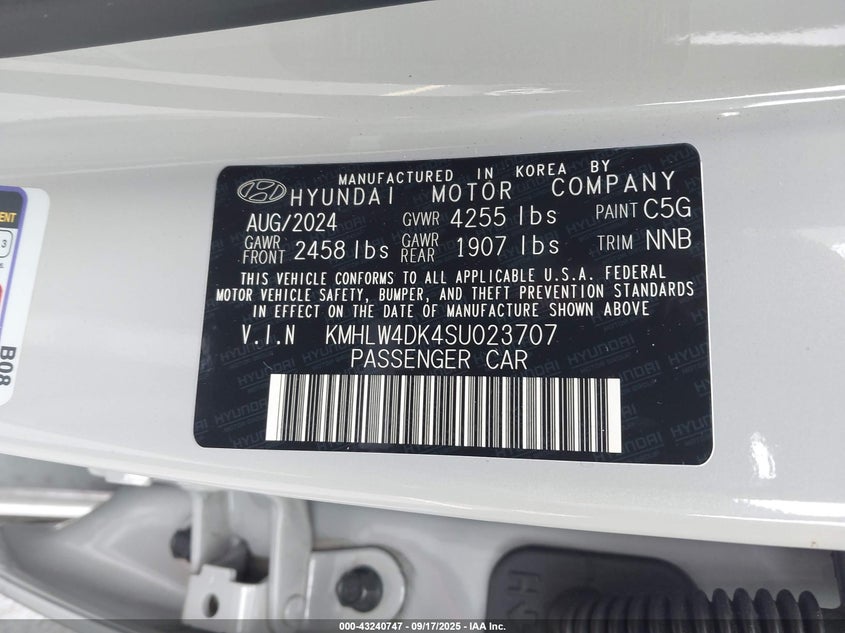 MANUFACTURED IN KOREA BY
HYUNDAI MOTOR COMPANY
AUG/2024 GVWR 4255 lbs PAINT C5G
GAWR FRONT 2458 lbs GAWR REAR 1907 lbs TRIM NNB
THIS VEHICLE CONFORMS TO ALL APPLICABLE U.S.A. FEDERAL
MOTOR VEHICLE SAFETY, BUMPER, AND THEFT PREVENTION STANDARDS
IN EFFECT ON THE DATE OF MANUFACTURE SHOWN ABOVE
V.I.N KMHLW4DK4SU023707
PASSENGER CAR
B08
000-43240747 - 09/17/2025 - IAA Inc.